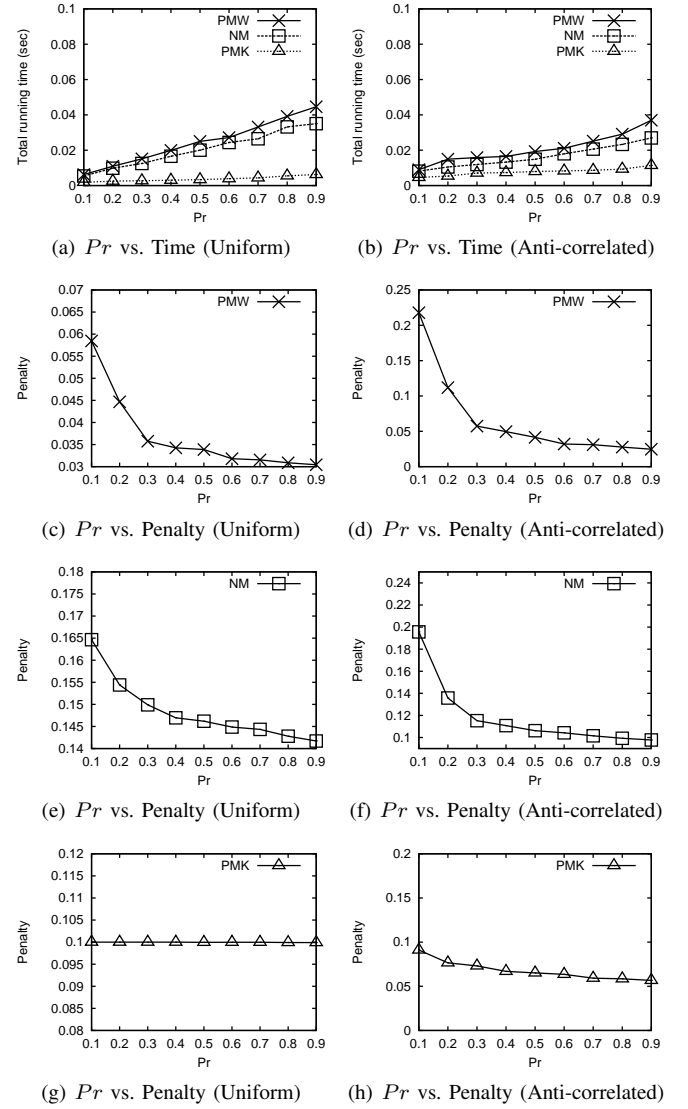 Total running time (sec)
0.1
0.08
0.06
0.04
0.02
0
PMW
NM
PMK
0.1 0.2 0.3 0.4 0.5 0.6 0.7 0.8 0.9
Pr
(a) Pr vs. Time (Uniform)
Total running time (sec)
0.1
0.08
0.06
0.04
0.02
0
PMW
NM
PMK
0.1 0.2 0.3 0.4 0.5 0.6 0.7 0.8 0.9
Pr
(b) Pr vs. Time (Anti-correlated)
Penalty
0.07
0.065
0.06
0.055
0.05
0.045
0.04
0.035
0.03
PMW
0.1 0.2 0.3 0.4 0.5 0.6 0.7 0.8 0.9
Pr
(c) Pr vs. Penalty (Uniform)
Penalty
0.25
0.2
0.15
0.1
0.05
0
PMW
0.1 0.2 0.3 0.4 0.5 0.6 0.7 0.8 0.9
Pr
(d) Pr vs. Penalty (Anti-correlated)
Penalty
0.18
0.175
0.17
0.165
0.16
0.155
0.15
0.145
0.14
NM
0.1 0.2 0.3 0.4 0.5 0.6 0.7 0.8 0.9
Pr
(e) Pr vs. Penalty (Uniform)
Penalty
0.24
0.22
0.2
0.18
0.16
0.14
0.12
0.1
NM
0.1 0.2 0.3 0.4 0.5 0.6 0.7 0.8 0.9
Pr
(f) Pr vs. Penalty (Anti-correlated)
Penalty
0.12
0.115
0.11
0.105
0.1
0.095
0.09
0.085
0.08
PMK
0.1 0.2 0.3 0.4 0.5 0.6 0.7 0.8 0.9
Pr
(g) Pr vs. Penalty (Uniform)
Penalty
0.2
0.15
0.1
0.05
0
PMK
0.1 0.2 0.3 0.4 0.5 0.6 0.7 0.8 0.9
Pr
(h) Pr vs. Penalty (Anti-correlated)